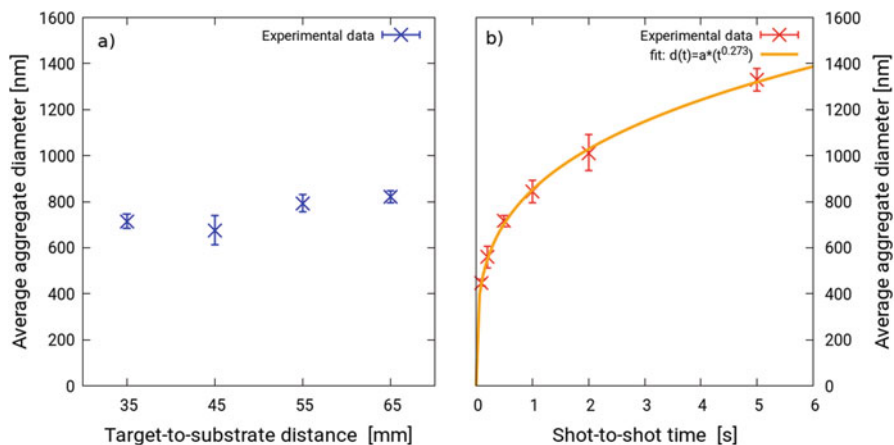 a)
Experimental data
Average aggregate diameter [nm]
1600
1400
1200
1000
800
600
400
200
0
35 45 55 65
Target-to-substrate distance [mm]
b)
Experimental data
fit: d(t)=a*(t^0.273)
1600
1400
1200
1000
800
600
400
200
0
Average aggregate diameter [nm]
0 1 2 3 4 5 6
Shot-to-shot time [s]